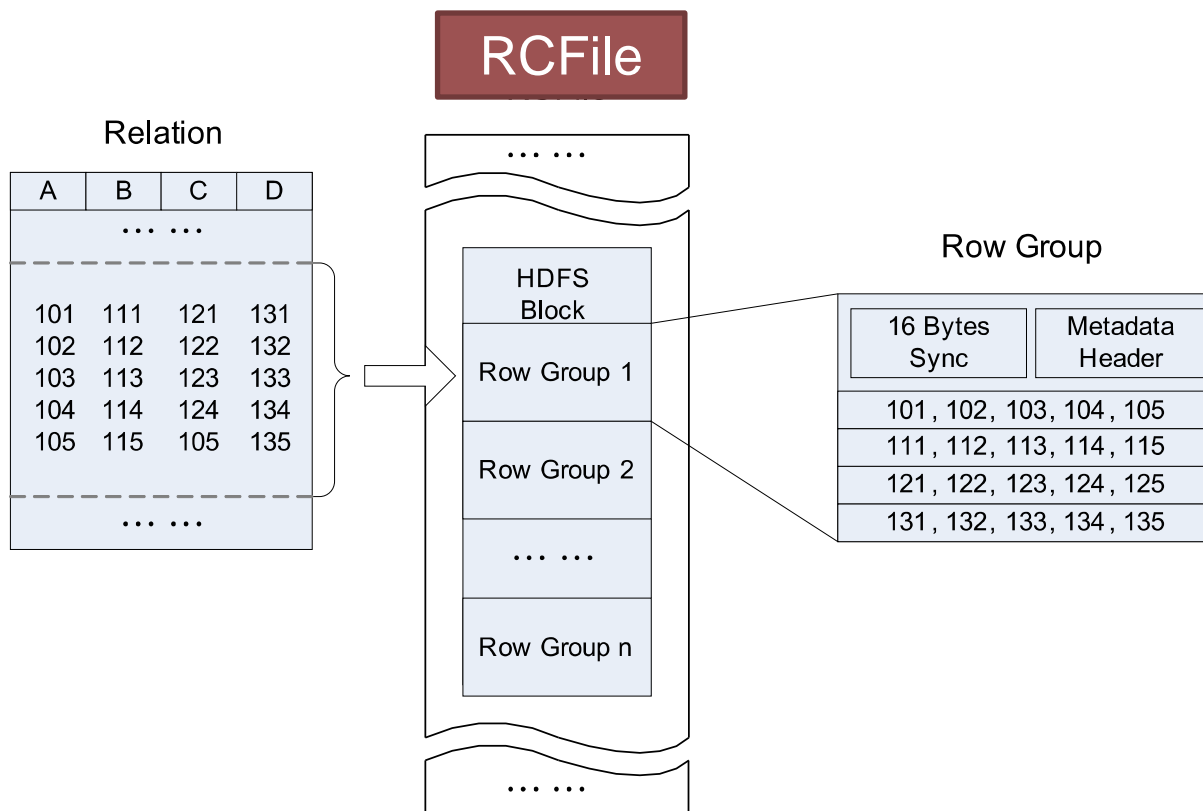 RCFile
Relation
A B C D
... ...
101 111 121 131
102 112 122 132
103 113 123 133
104 114 124 134
105 115 105 135
... ...
... ...
HDFS
Block
Row Group 1
Row Group 2
... ...
Row Group n
... ...
Row Group
16 Bytes
Sync
Metadata
Header
101, 102, 103, 104, 105
111, 112, 113, 114, 115
121, 122, 123, 124, 125
131, 132, 133, 134, 135